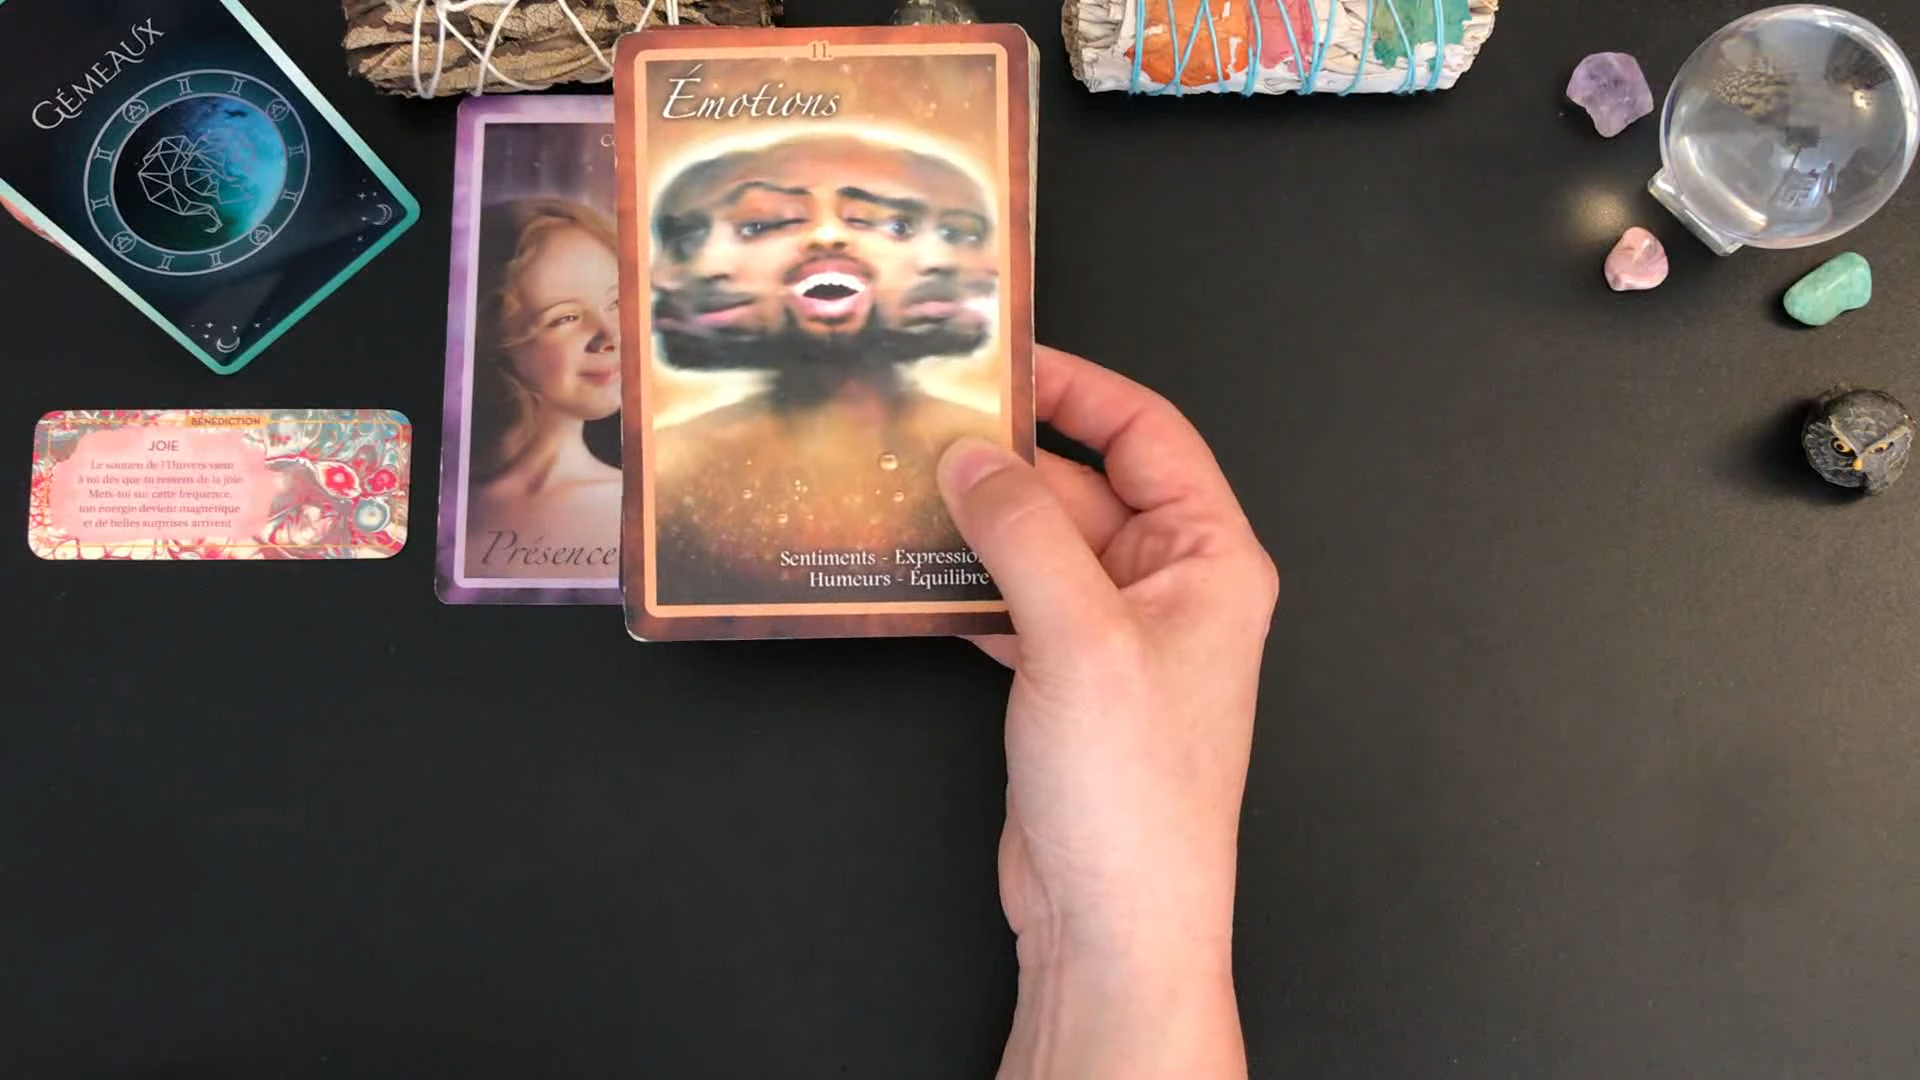 GÉMEAUX
11.
Émotions
Sentiments - Expressio
Humeurs - Équilibre
Présence
BÉNÉDICTION
JOIE
Le soutien de l'Univers vient
à toi dès que tu ressens de la joie.
Mets-toi sur cette fréquence,
ton énergie devient magnétique
et de belles surprises arrivent.